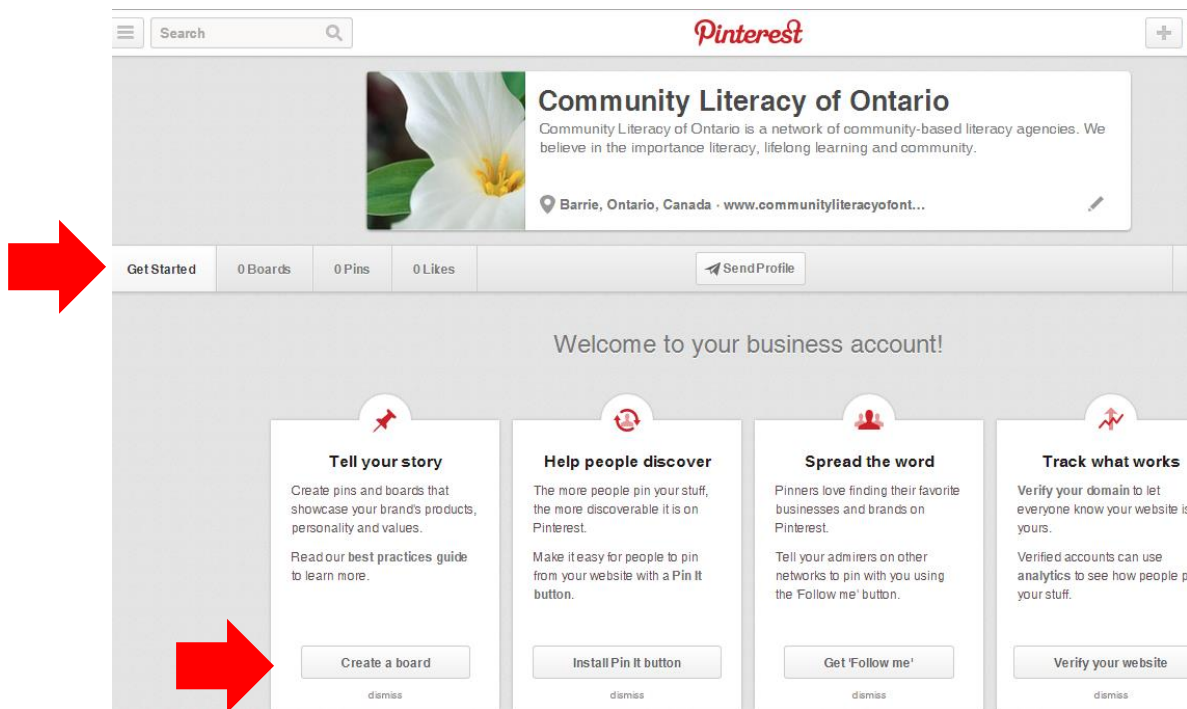 Search
Pinterest
Community Literacy of Ontario
Community Literacy of Ontario is a network of community-based literacy agencies. We
believe in the importance literacy, lifelong learning and community.
Barrie, Ontario, Canada · www.communityliteracyofont...
Get Started
0 Boards
0 Pins
0 Likes
Send Profile
Welcome to your business account!
Tell your story
Create pins and boards that
showcase your brand's products,
personality and values.
Read our best practices guide
to learn more.
Create a board
dismiss
Help people discover
The more people pin your stuff,
the more discoverable it is on
Pinterest.
Make it easy for people to pin
from your website with a Pin It
button.
Install Pin It button
dismiss
Spread the word
Pinners love finding their favorite
businesses and brands on
Pinterest.
Tell your admirers on other
networks to pin with you using
the 'Follow me' button.
Get 'Follow me'
dismiss
Track what works
Verify your domain to let
everyone know your website is
yours.
Verified accounts can use
analytics to see how people p
your stuff.
Verify your website
dismiss